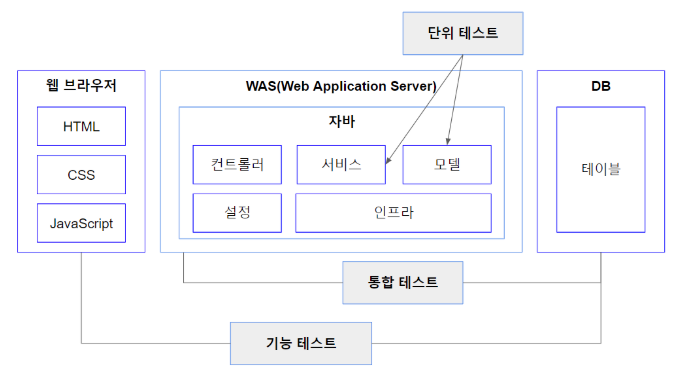 단위 테스트
웹 브라우저
HTML
CSS
JavaScript
WAS(Web Application Server)
자바
컨트롤러
서비스
모델
설정
인프라
DB
테이블
통합 테스트
기능 테스트